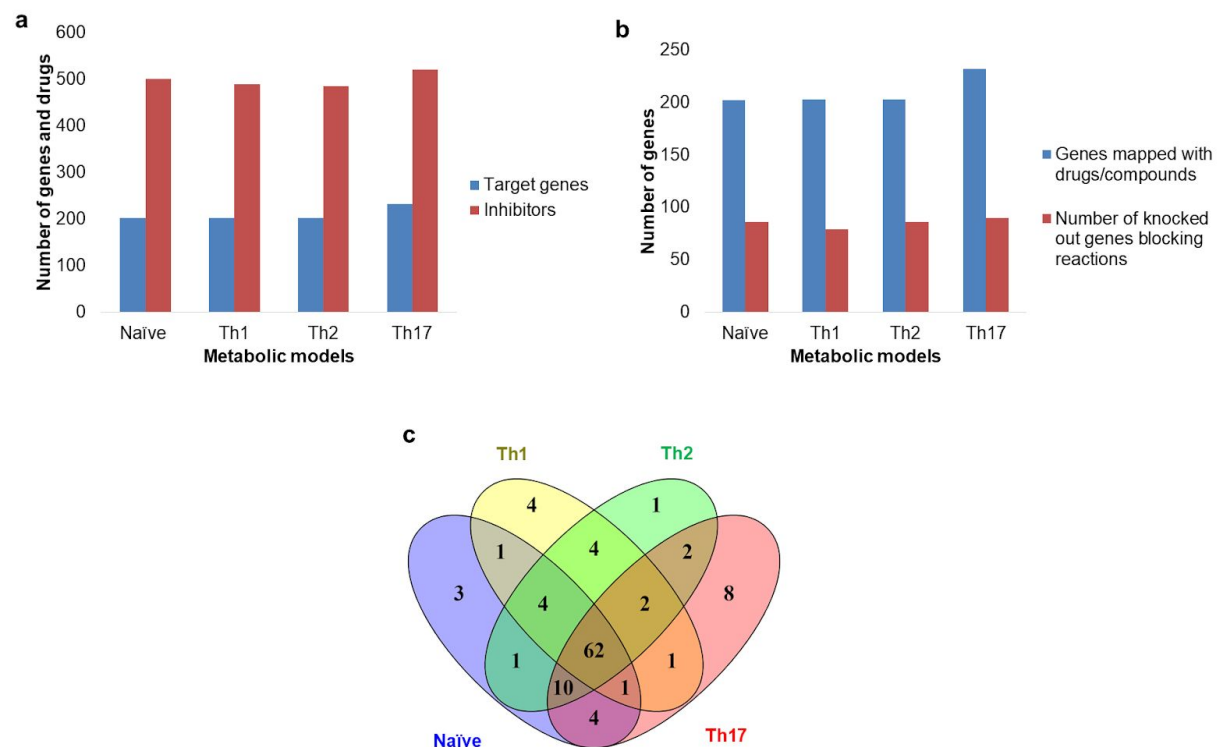 a
Number of genes and drugs
600
500
400
300
200
100
0
Naïve Th1 Th2 Th17
Metabolic models
Target genes
Inhibitors
b
Number of genes
250
200
150
100
50
0
Naïve Th1 Th2 Th17
Metabolic models
Genes mapped with
drugs/compounds
Number of knocked
out genes blocking
reactions
c
Th1 Th2
4 1
1 4 2
3 4 2 8
62
1 1
10 1
4
Naïve Th17